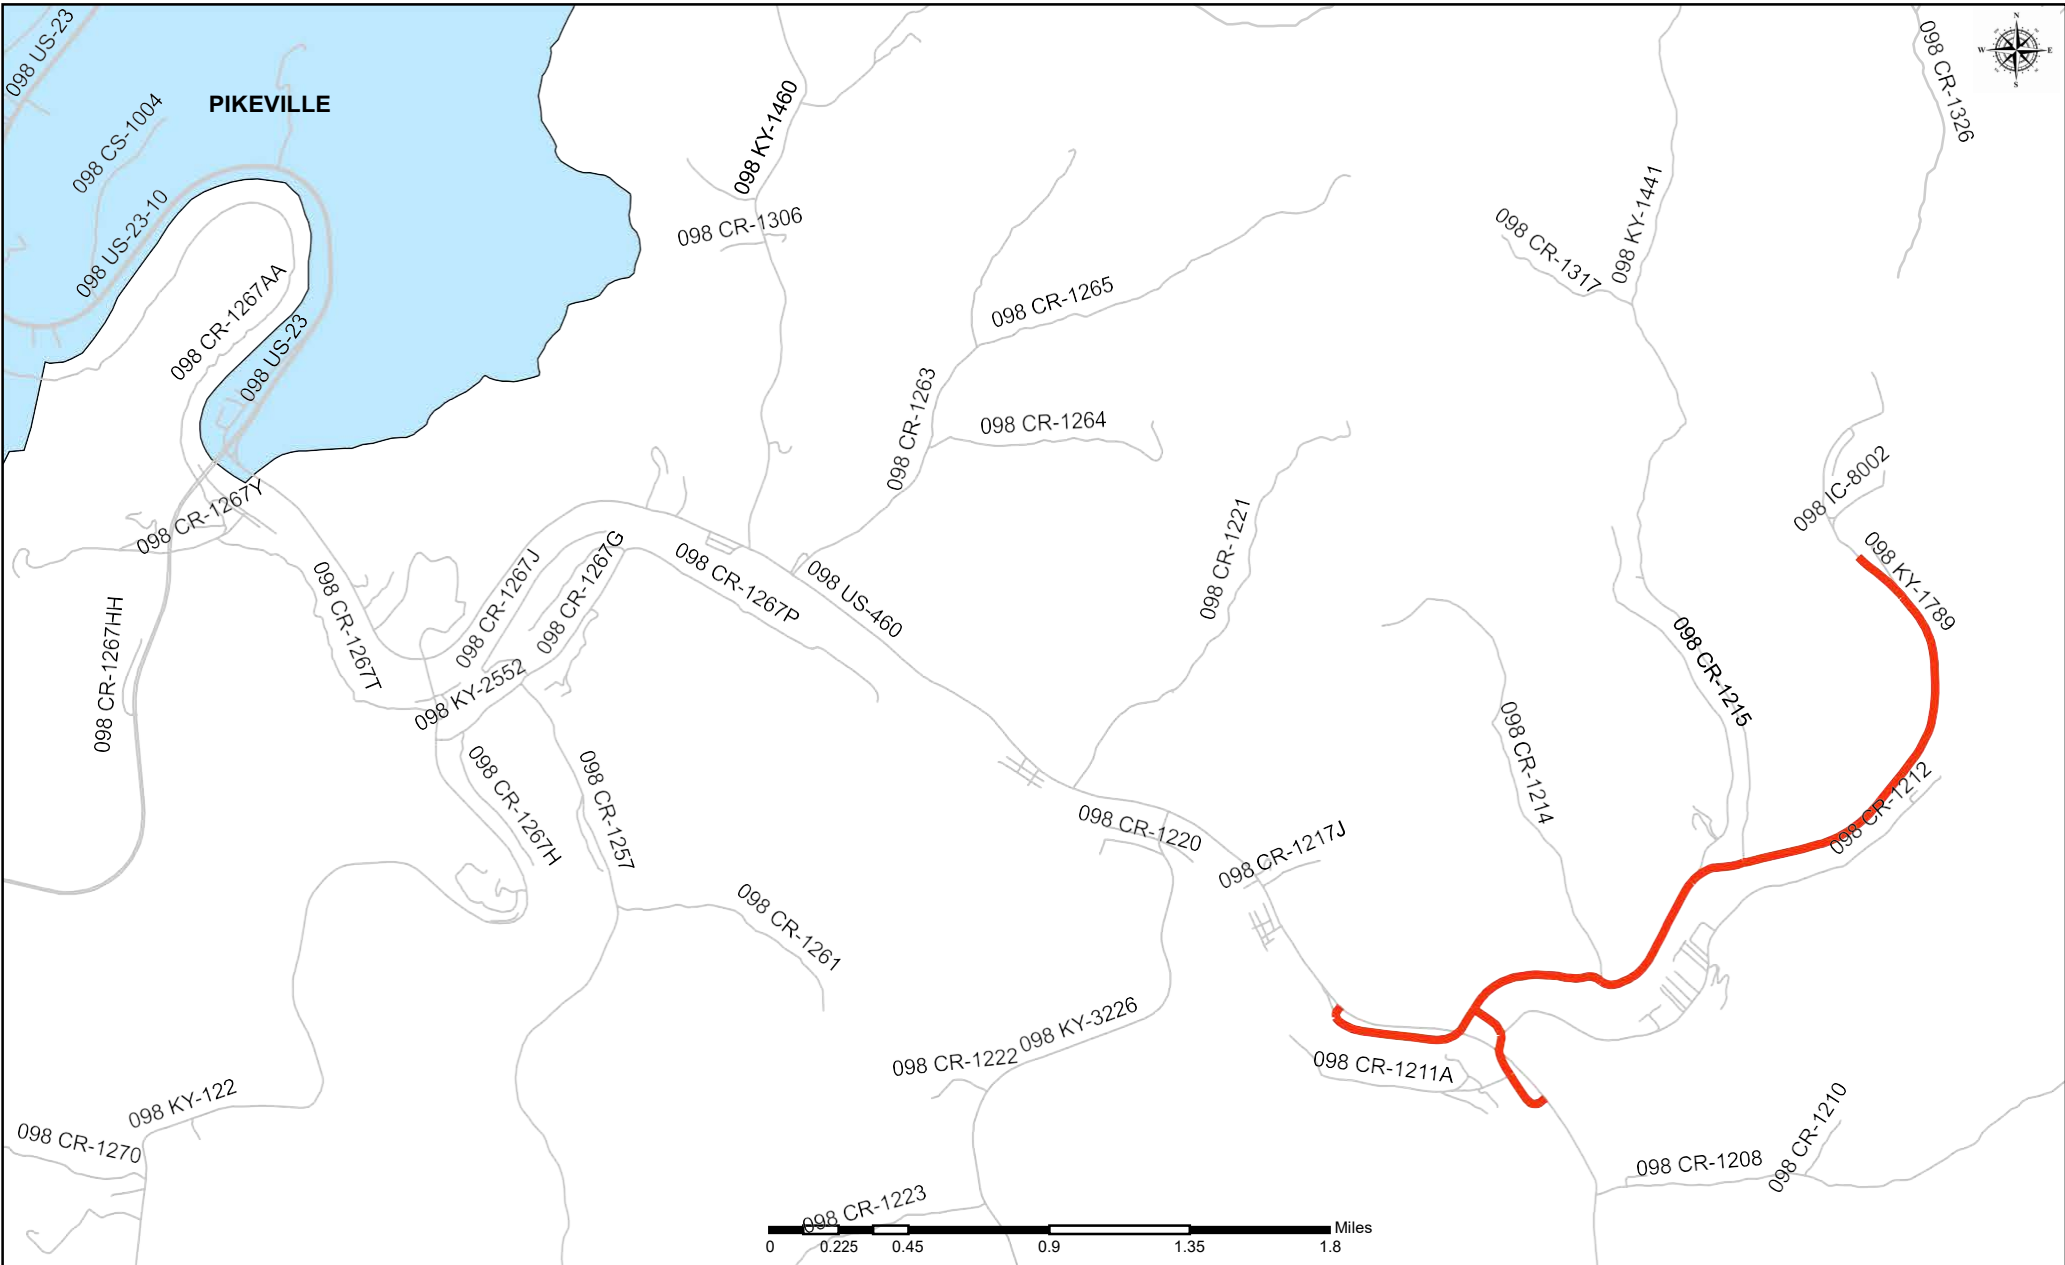 098 US-23
PIKEVILLE
098 CS-1004
098 US-23-10
098 CR-1267AA
098 US-23
098 KY-1460
098 CR-1306
098 CR-1265
098 CR-1263
098 CR-1264
098 CR-1317
098 KY-1441
098 CR-1326
N
W
E
S
098 IC-8002
098 KY-1789
098 CR-1267Y
098 CR-1267HH
098 CR-1267T
098 CR-1267J
098 CR-1267G
098 KY-2552
098 CR-1267P
098 US-460
098 CR-1221
098 CR-1215
098 CR-1214
098 CR-1212
098 CR-1267H
098 CR-1257
098 CR-1220
098 CR-1217J
098 CR-1261
098 KY-3226
098 CR-1222
098 CR-1211A
098 KY-122
098 CR-1270
098 CR-1208
098 CR-1210
098 CR-1223
Miles
0 0.225 0.45 0.9 1.35 1.8